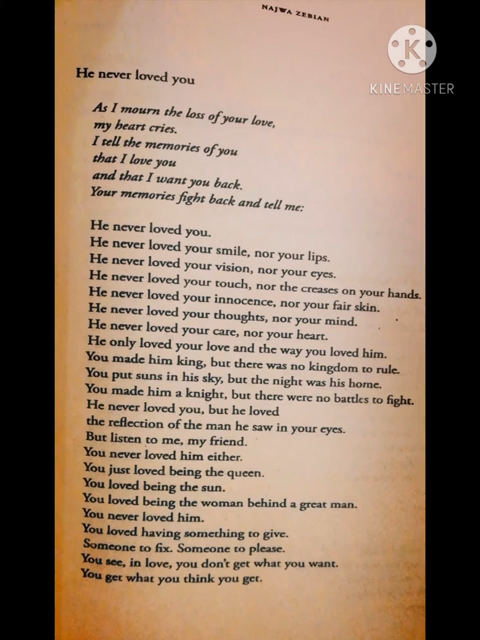 NAJWA ZEBIAN
KINEMASTER
He never loved you
As I mourn the loss of your love,
my heart cries.
I tell the memories of you
that I love you
and that I want you back.
Your memories fight back and tell me:
He never loved you.
He never loved your smile, nor your lips.
He never loved your vision, nor your eyes.
He never loved your touch, nor the creases on your hands.
He never loved your innocence, nor your fair skin.
He never loved your thoughts, nor your mind.
He never loved your care, nor your heart.
He only loved your love and the way you loved him.
You made him king, but there was no kingdom to rule.
You put suns in his sky, but the night was his home.
You made him a knight, but there were no battles to fight.
He never loved you, but he loved
the reflection of the man he saw in your eyes.
But listen to me, my friend.
You never loved him either.
You just loved being the queen.
You loved being the sun.
You loved being the woman behind a great man.
You never loved him.
You loved having something to give.
Someone to fix. Someone to please.
You see, in love, you don't get what you want.
You get what you think you get.